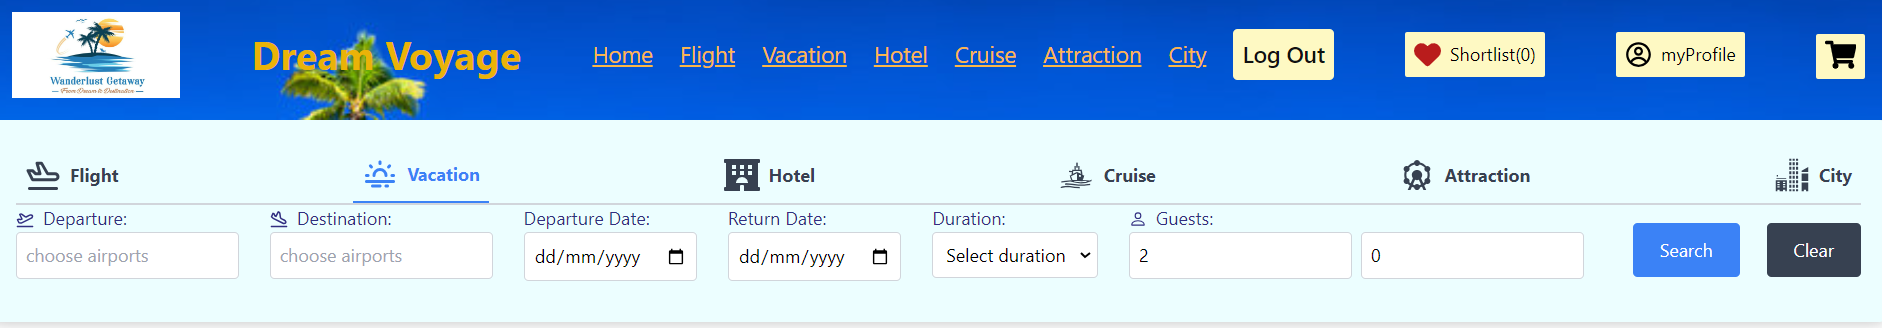 Wanderlust Getaway
From Dream to Destination
Dream Voyage
Home Flight Vacation Hotel Cruise Attraction City Log Out Shortlist(0) myProfile
Flight Vacation Hotel Cruise Attraction City
Departure: Destination: Departure Date: Return Date: Duration: Guests:
choose airports choose airports dd/mm/yyyy dd/mm/yyyy Select duration 2 0 Search Clear